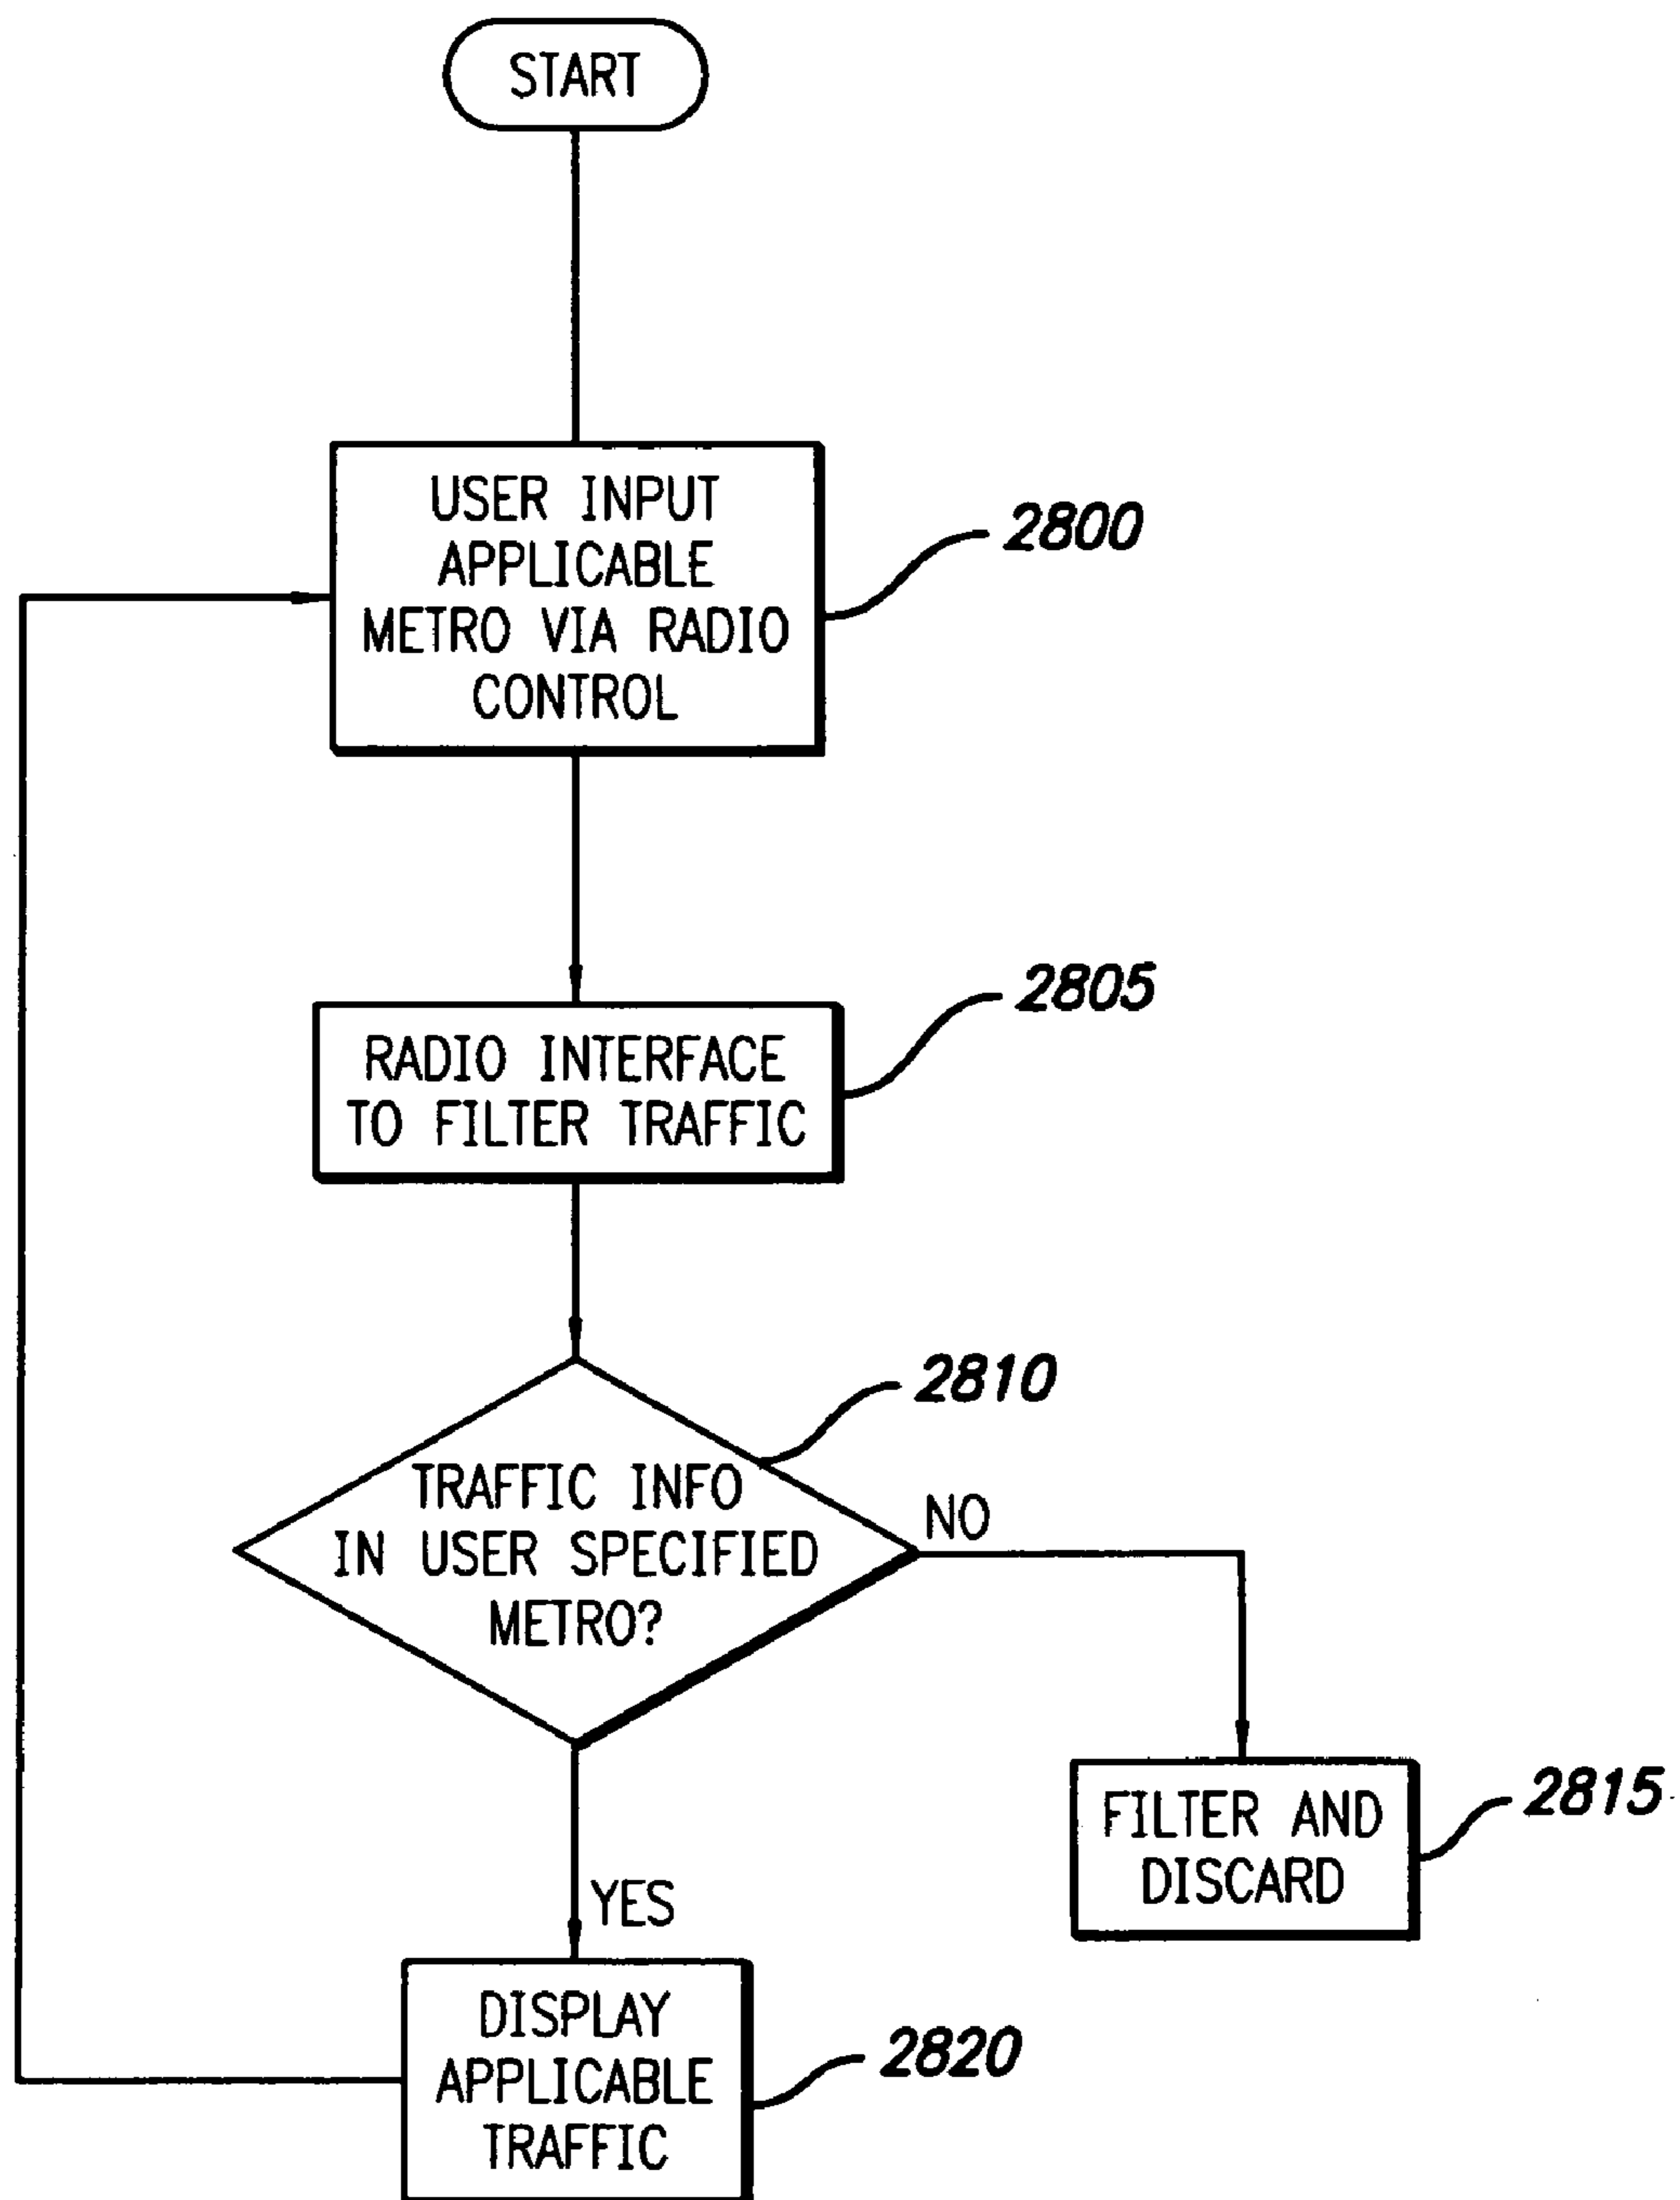 START
USER INPUT
APPLICABLE
METRO VIA RADIO
CONTROL
2800
RADIO INTERFACE
TO FILTER TRAFFIC
2805
TRAFFIC INFO
IN USER SPECIFIED
METRO?
2810
NO
FILTER AND
DISCARD
2815
YES
DISPLAY
APPLICABLE
TRAFFIC
2820